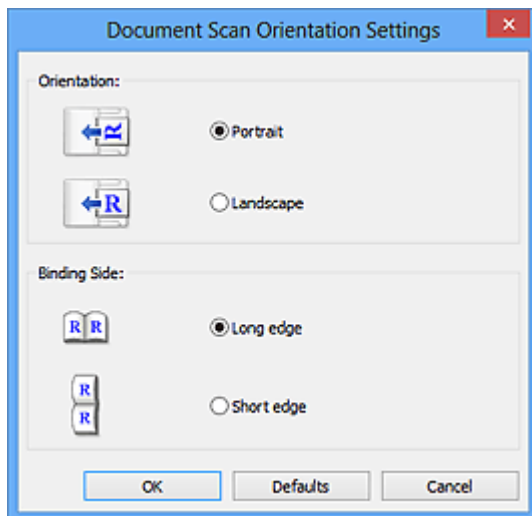 Document Scan Orientation Settings
x
Orientation:
R
Portrait
R
Landscape
Binding Side:
R R
Long edge
R
R
Short edge
OK Defaults Cancel